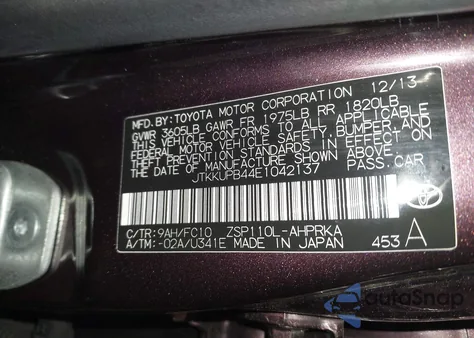 MFD.BY:TOYOTA MOTOR CORPORATION 12/13
GVWR 3605LB GAWR FR 1975LB RR 1820LB
THIS VEHICLE CONFORMS TO ALL APPLICABLE
FEDERAL MOTOR VEHICLE SAFETY, BUMPER AND
THEFT PREVENTION STANDARDS IN EFFECT ON
THE DATE OF MANUFACTURE SHOWN ABOVE.
JTKKUPB44E1042137 PASS.CAR
C/TR:9AH/FC10 ZSP110L-AHPRKA
A/TM:-02A/U341E MADE IN JAPAN 453 A
TOYOTA
autoSnap